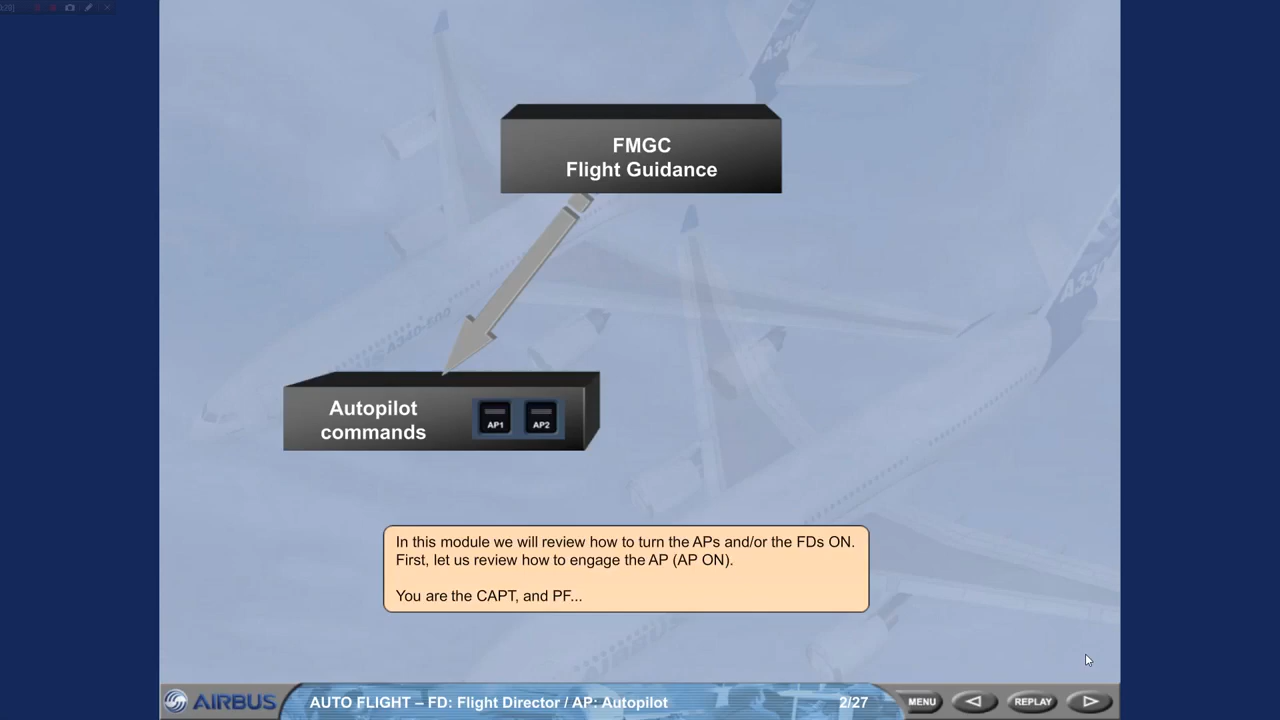 A340
FMGC
Flight Guidance
A330
Autopilot
commands
AP1
AP2
In this module we will review how to turn the APs and/or the FDs ON.
First, let us review how to engage the AP (AP ON).
You are the CAPT, and PF...
AIRBUS
AUTO FLIGHT – FD: Flight Director / AP: Autopilot
2/27
MENU
REPLAY